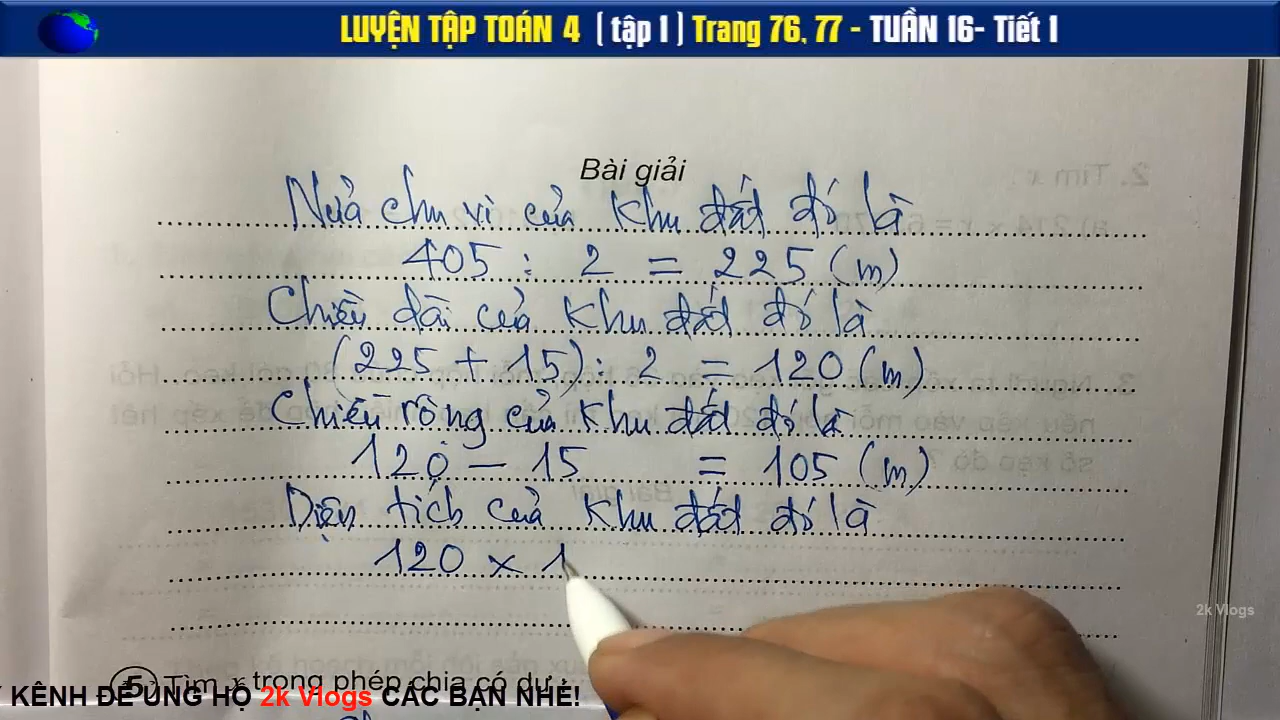 LUYỆN TẬP TOÁN 4 ( tập 1 ) Trang 76, 77 - TUẦN 16- Tiết 1
Bài giải
Nửa chu vi của khu đất đó là
405 : 2 = 225 (m)
Chiều dài của khu đất đó là
(225 + 15) : 2 = 120 (m)
Chiều rộng của khu đất đó là
120 - 15 = 105 (m)
Diện tích của khu đất đó là
120 x 1
2k Vlogs
5 Tìm x trong phép chia có dư :
KÊNH ĐỂ ỦNG HỘ 2k Vlogs CÁC BẠN NHÉ!